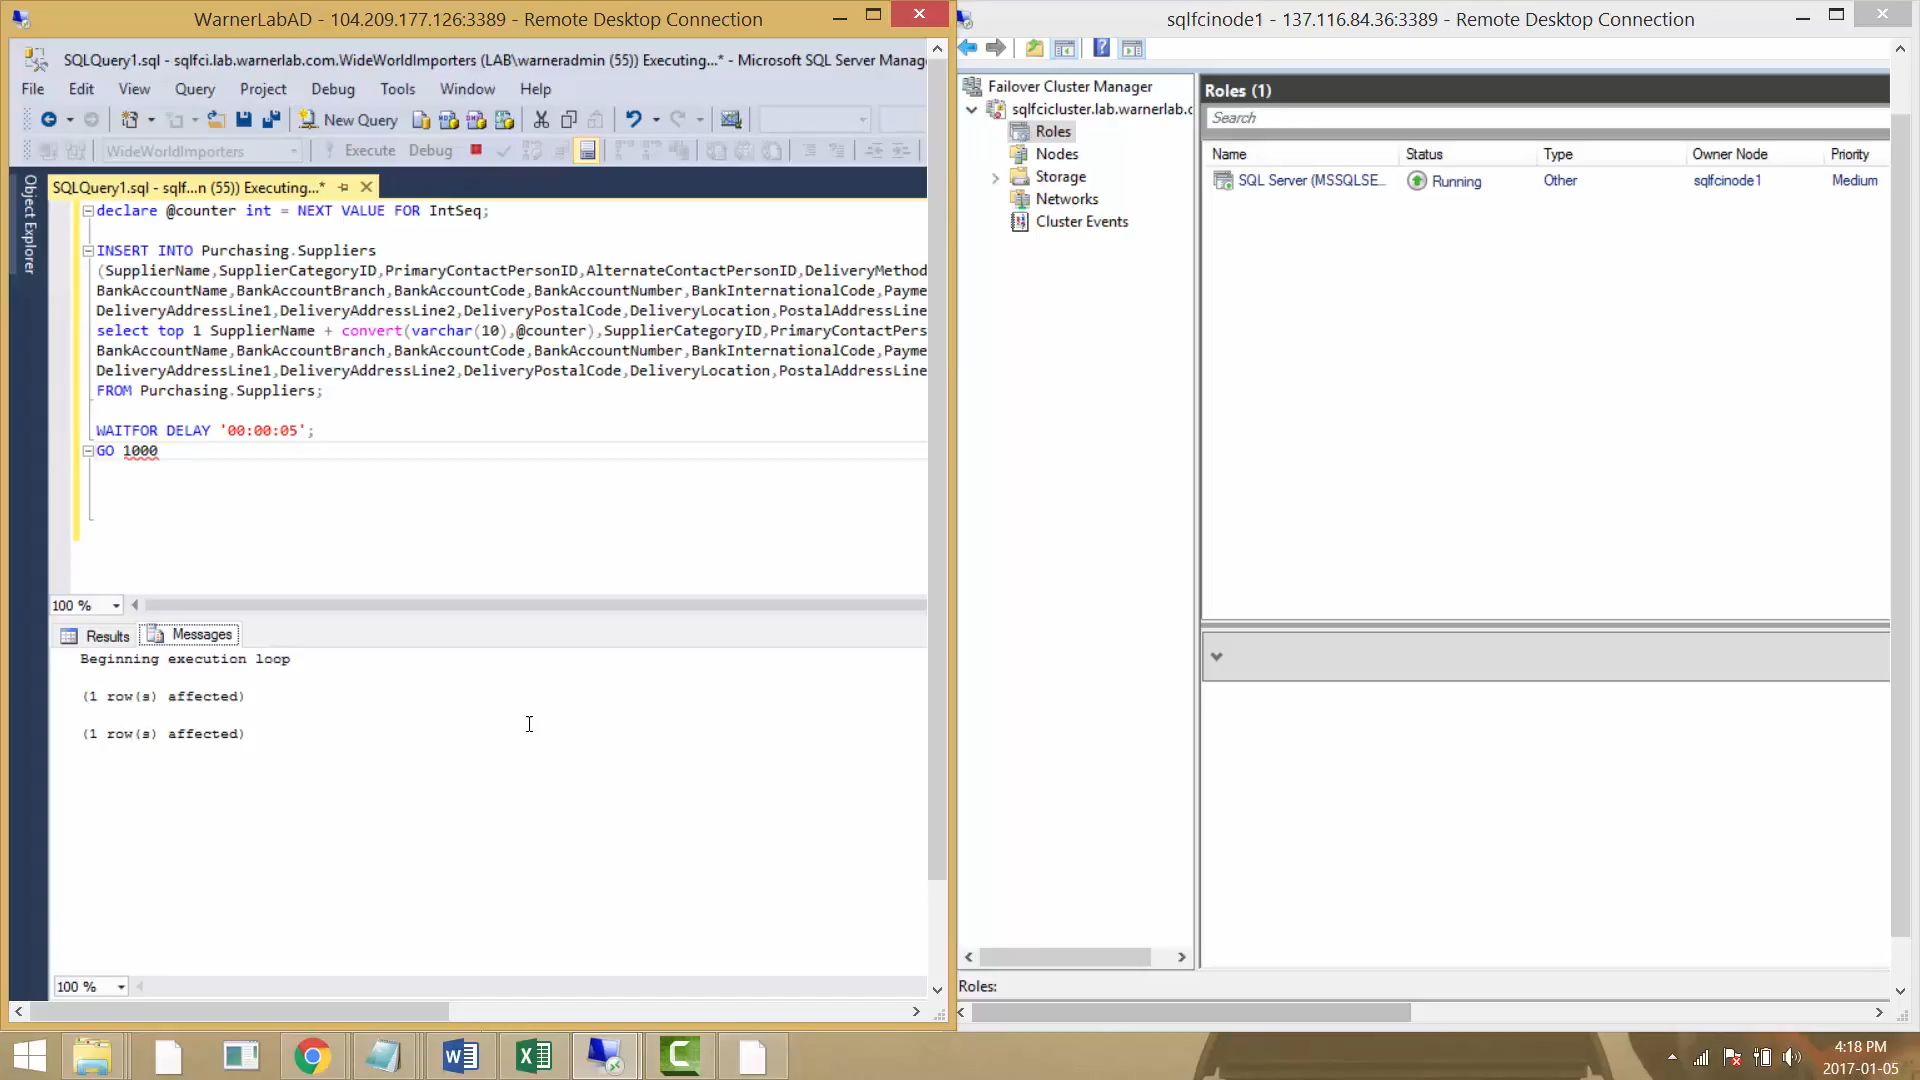 WarnerLabAD - 104.209.177.126:3389 - Remote Desktop Connection
SQLQuery1.sql - sqlfci.lab.warnerlab.com.WideWorldImporters (LAB\warneradmin (55)) Executing...* - Microsoft SQL Server Manag
File Edit View Query Project Debug Tools Window Help
New Query
WideWorldImporters Execute Debug
Object Explorer
SQLQuery1.sql - sqlf...n (55)) Executing...*
declare @counter int = NEXT VALUE FOR IntSeq;
INSERT INTO Purchasing.Suppliers
(SupplierName,SupplierCategoryID,PrimaryContactPersonID,AlternateContactPersonID,DeliveryMethod
BankAccountName,BankAccountBranch,BankAccountCode,BankAccountNumber,BankInternationalCode,Payme
DeliveryAddressLine1,DeliveryAddressLine2,DeliveryPostalCode,DeliveryLocation,PostalAddressLine
select top 1 SupplierName + convert(varchar(10),@counter),SupplierCategoryID,PrimaryContactPers
BankAccountName,BankAccountBranch,BankAccountCode,BankAccountNumber,BankInternationalCode,Payme
DeliveryAddressLine1,DeliveryAddressLine2,DeliveryPostalCode,DeliveryLocation,PostalAddressLine
FROM Purchasing.Suppliers;
WAITFOR DELAY '00:00:05';
GO 1000
100 %
Results Messages
Beginning execution loop
(1 row(s) affected)
(1 row(s) affected)
100 %
sqlfcinode1 - 137.116.84.36:3389 - Remote Desktop Connection
Failover Cluster Manager
sqlfcicluster.lab.warnerlab.c
Roles
Nodes
Storage
Networks
Cluster Events
Roles (1)
Search
Name Status Type Owner Node Priority
SQL Server (MSSQLSE... Running Other sqlfcinode1 Medium
Roles:
4:18 PM
2017-01-05